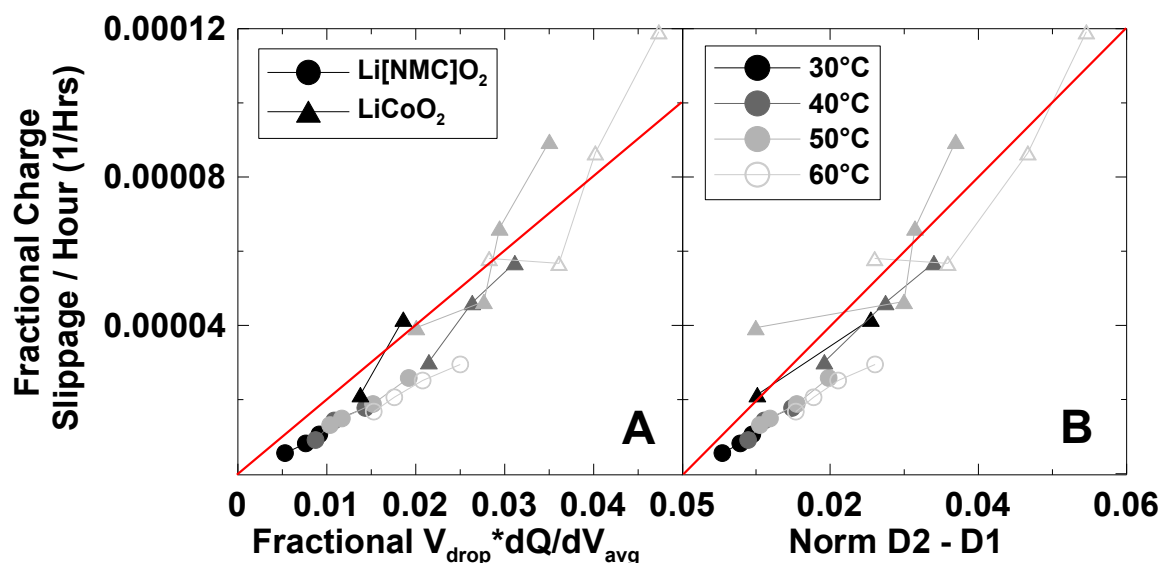 Fractional Charge
Slippage / Hour (1/Hrs)
0.00012
0.00008
0.00004
Li[NMC]O₂
LiCoO₂
A
0 0.01 0.02 0.03 0.04 0.05
Fractional V_drop*dQ/dV_avg
30°C
40°C
50°C
60°C
B
0.02 0.04 0.06
Norm D2 - D1